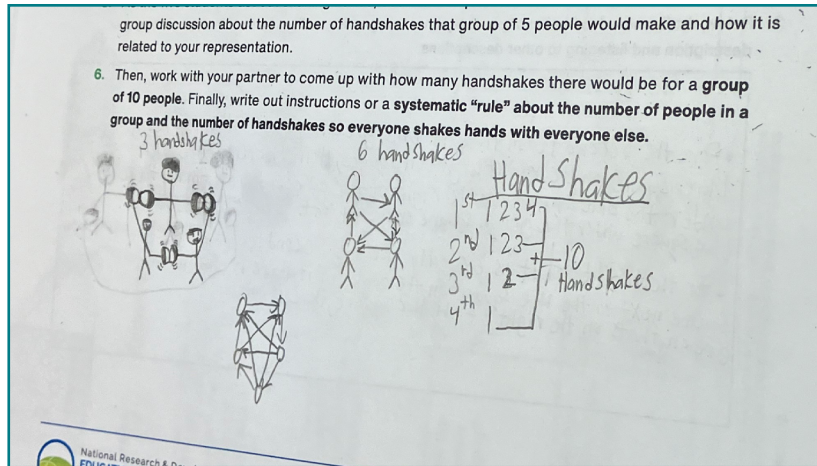 group discussion about the number of handshakes that group of 5 people would make and how it is
related to your representation.
6. Then, work with your partner to come up with how many handshakes there would be for a group
of 10 people. Finally, write out instructions or a systematic “rule” about the number of people in a
group and the number of handshakes so everyone shakes hands with everyone else.
3 handshakes
6 handshakes
HandShakes
1st 1 2 3 4
2nd 1 2 3
3rd 1 2
4th 1
+ 10
Handshakes
National Research &